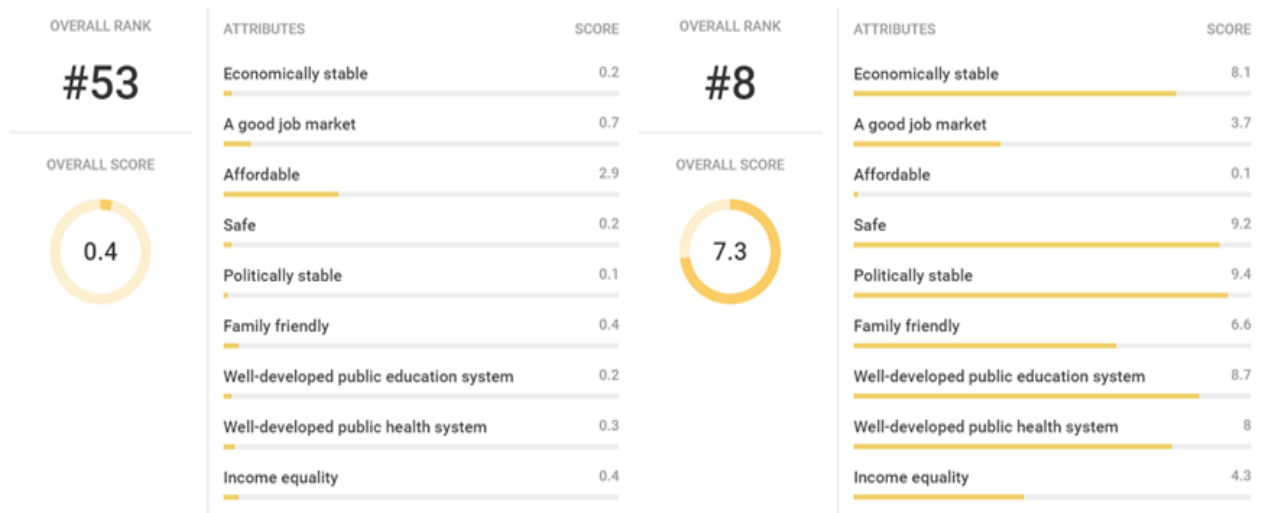 OVERALL RANK
#53
OVERALL SCORE
0.4
ATTRIBUTES SCORE
Economically stable 0.2
A good job market 0.7
Affordable 2.9
Safe 0.2
Politically stable 0.1
Family friendly 0.4
Well-developed public education system 0.2
Well-developed public health system 0.3
Income equality 0.4
OVERALL RANK
#8
OVERALL SCORE
7.3
ATTRIBUTES SCORE
Economically stable 8.1
A good job market 3.7
Affordable 0.1
Safe 9.2
Politically stable 9.4
Family friendly 6.6
Well-developed public education system 8.7
Well-developed public health system 8
Income equality 4.3